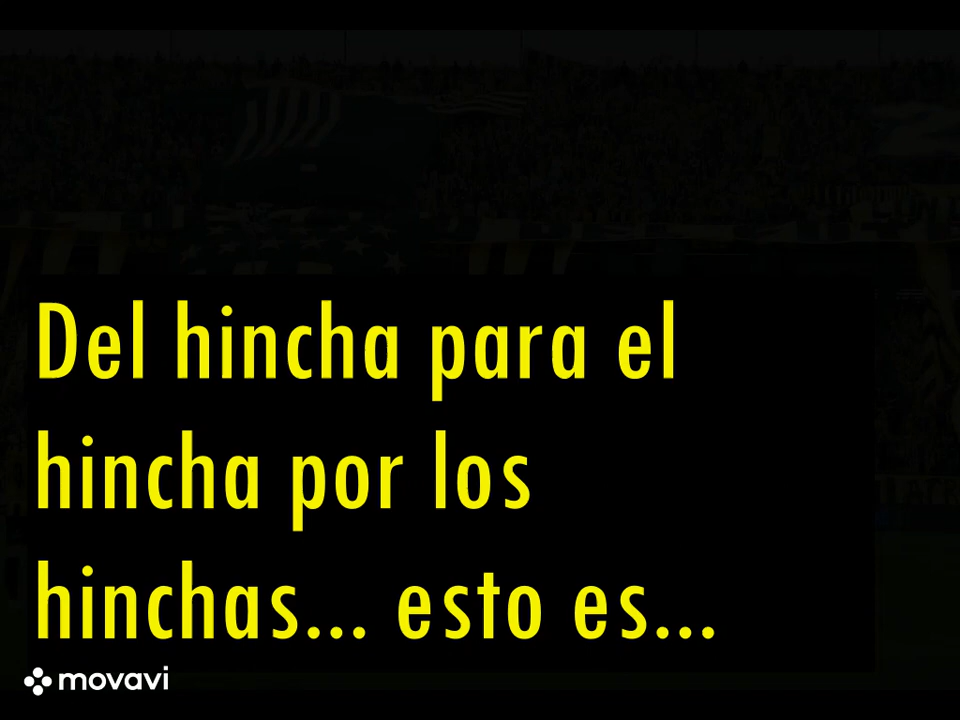 Del hincha para el
hincha por los
hinchas... esto es...
movavi